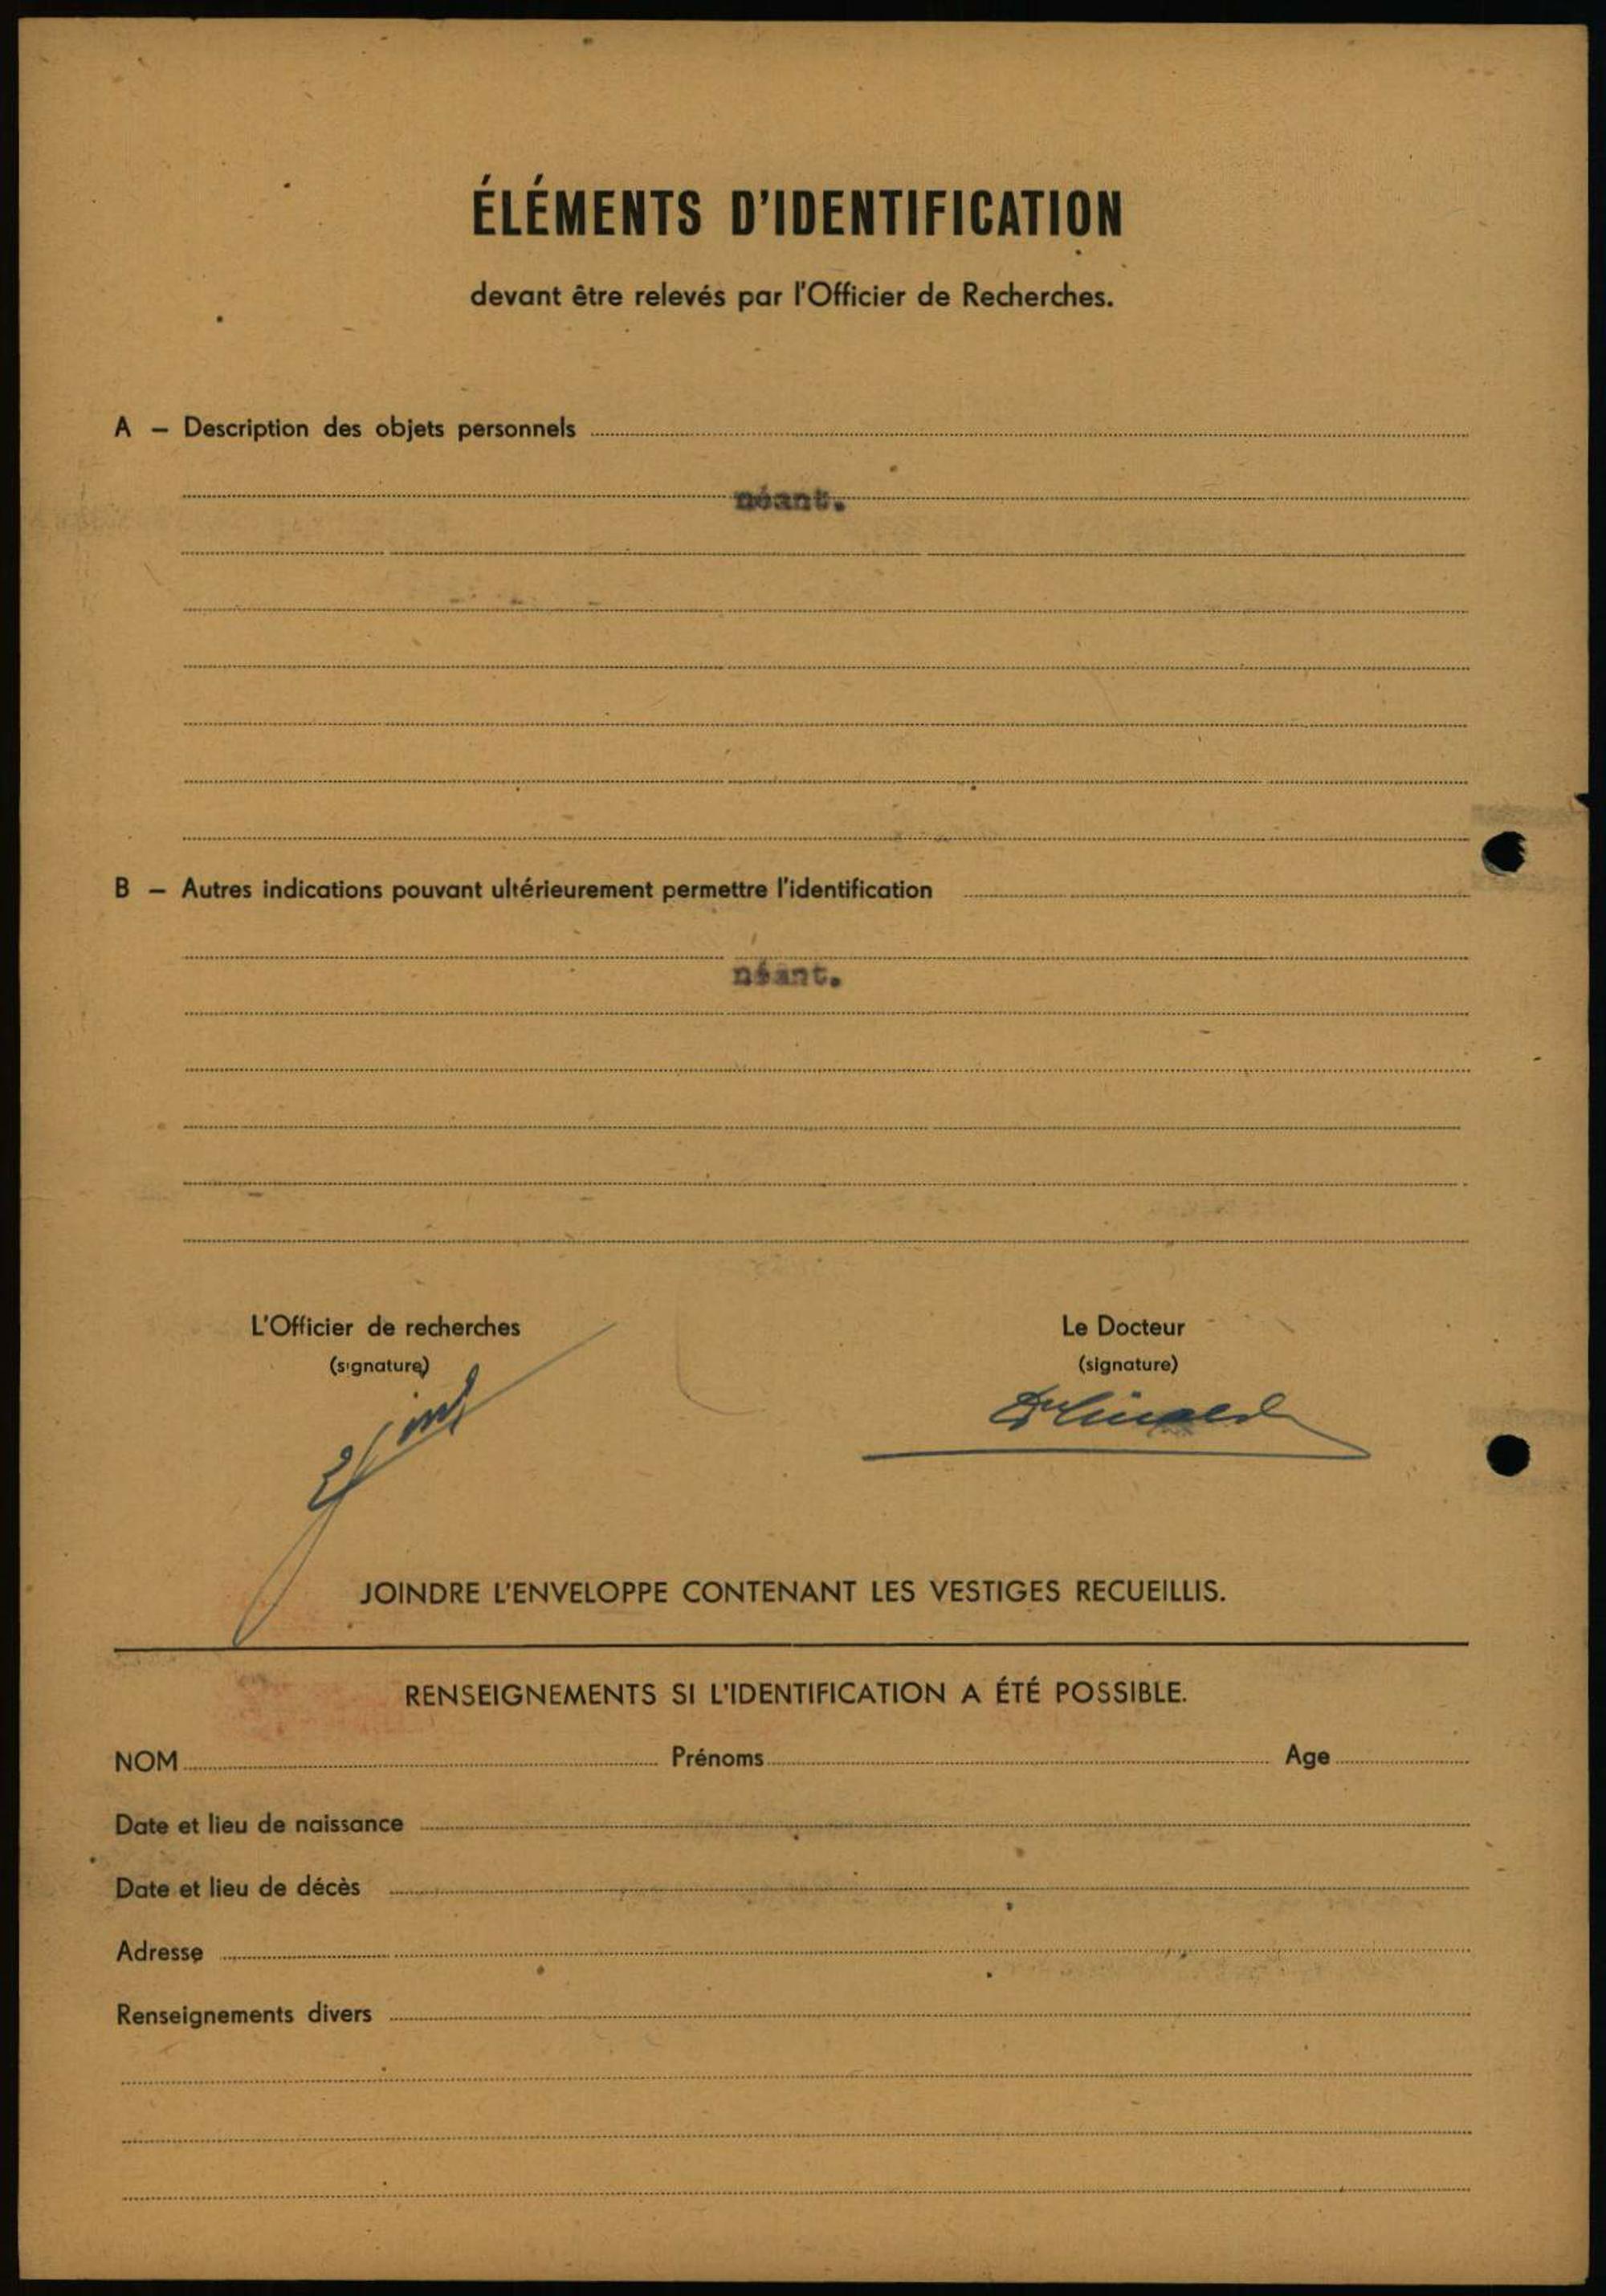 ÉLÉMENTS D'IDENTIFICATION
devant être relevés par l'Officier de Recherches.
A – Description des objets personnels
néant.
B – Autres indications pouvant ultérieurement permettre l'identification
néant.
L'Officier de recherches
(signature)
Le Docteur
(signature)
JOINDRE L'ENVELOPPE CONTENANT LES VESTIGES RECUEILLIS.
RENSEIGNEMENTS SI L'IDENTIFICATION A ÉTÉ POSSIBLE.
NOM Prénoms Age
Date et lieu de naissance
Date et lieu de décès
Adresse
Renseignements divers